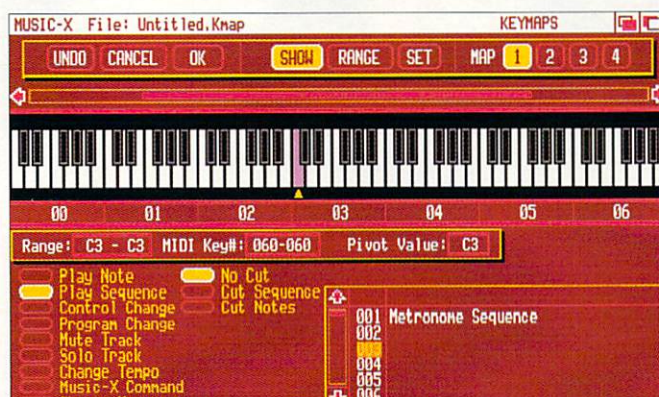 MUSIC-X File: Untitled.Kmap KEYMAPS
UNDO CANCEL OK SHOW RANGE SET MAP 1 2 3 4
00 01 02 03 04 05 06
Range: C3 - C3 MIDI Key#: 060-060 Pivot Value: C3
Play Note No Cut
Play Sequence Cut Sequence
Control Change Cut Notes
Program Change
Mute Track
Solo Track
Change Tempo
Music-X Command
001 Metronome Sequence
002
003
004
005
006